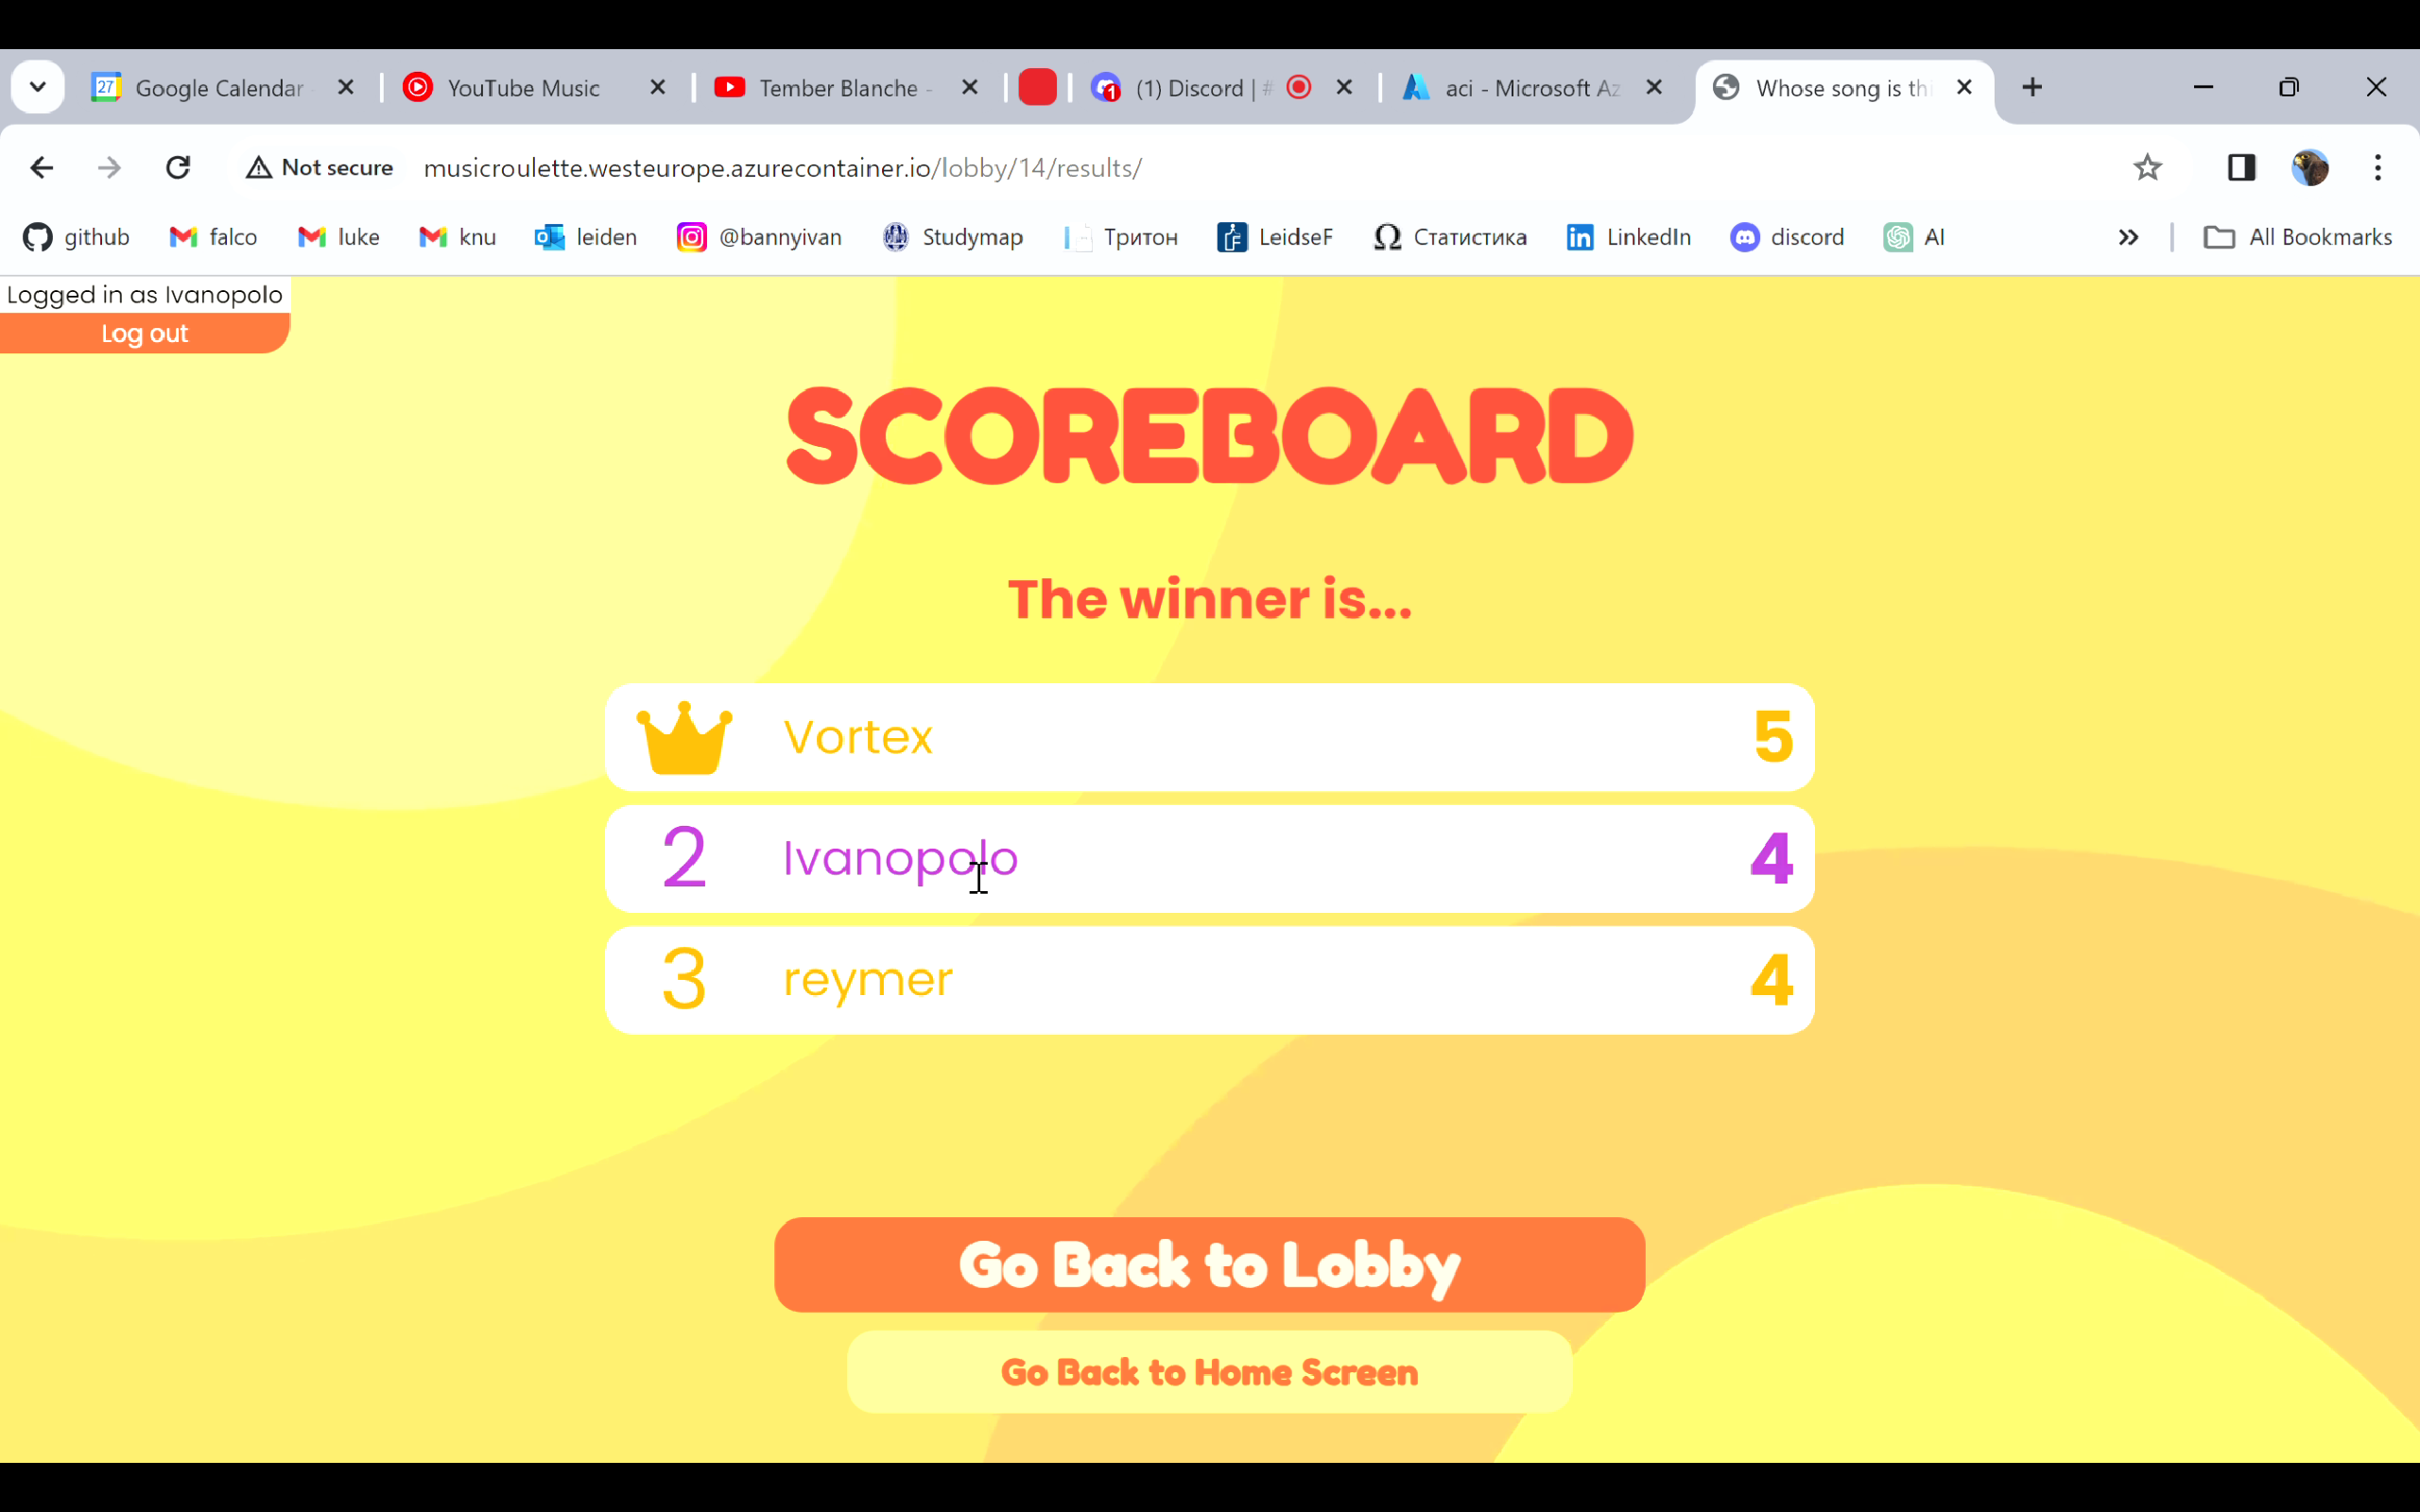 27 Google Calendar
YouTube Music
Tember Blanche -
1 (1) Discord | #
aci - Microsoft Az
Whose song is thi
Not secure
musicroulette.westeurope.azurecontainer.io/lobby/14/results/
github
falco
luke
knu
leiden
@bannyivan
Studymap
Тритон
LeidseF
Статистика
LinkedIn
discord
AI
All Bookmarks
Logged in as Ivanopolo
Log out
SCOREBOARD
The winner is...
Vortex 5
2 Ivanopolo 4
3 reymer 4
Go Back to Lobby
Go Back to Home Screen